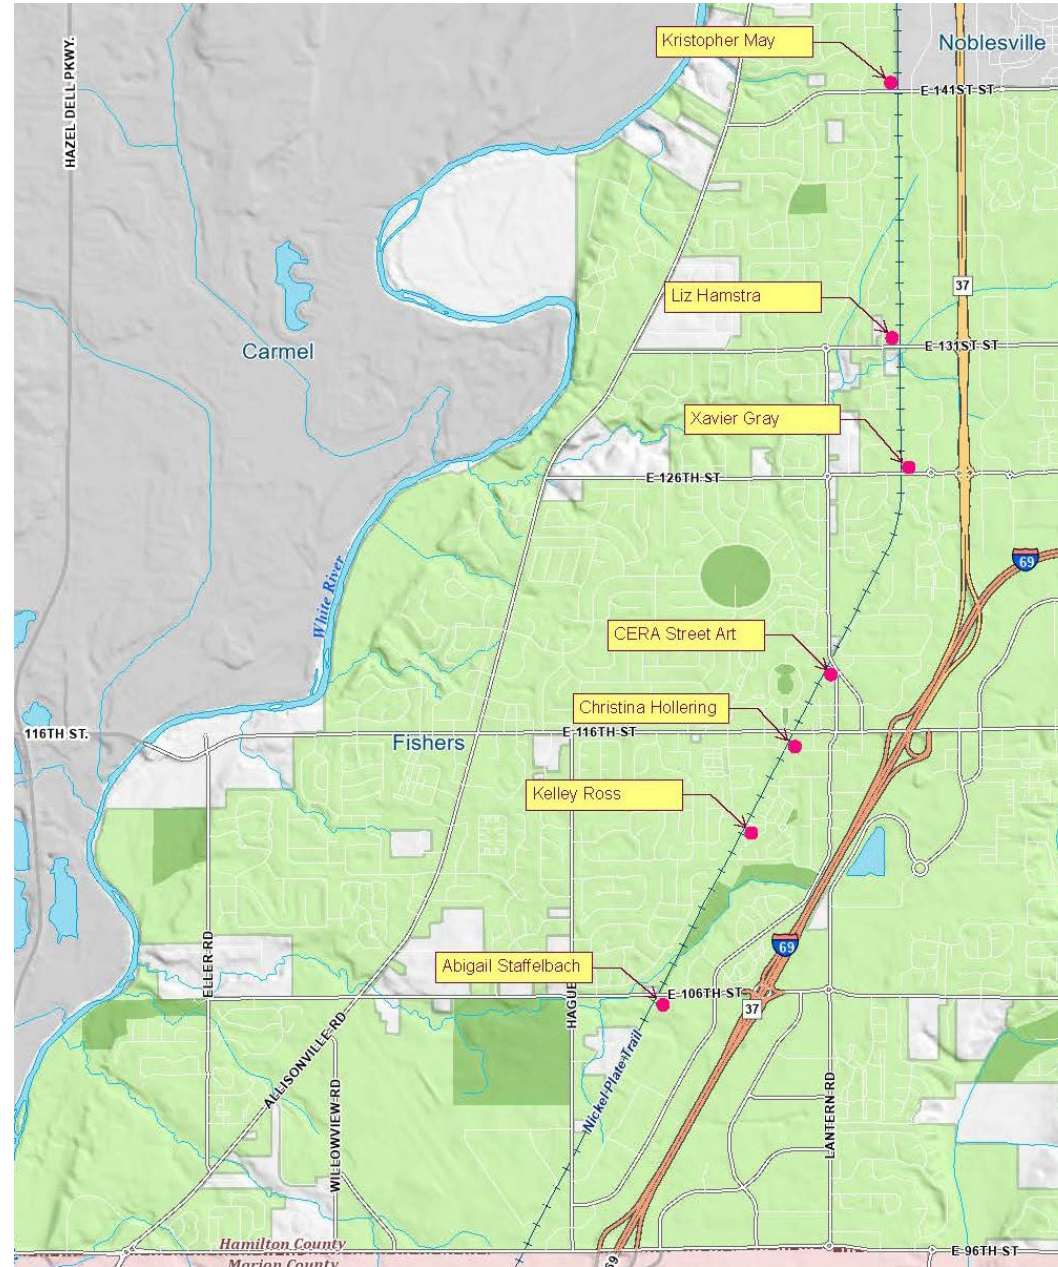 Kristopher May
Noblesville
HAZEL DELL PKWY.
E 141ST ST
37
Liz Hamstra
Carmel
E 131ST ST
Xavier Gray
E 126TH ST
69
White River
CERA Street Art
Christina Hollering
116TH ST.
Fishers
E 116TH ST
Kelley Ross
69
ELLER RD
Abigail Staffelbach
HAGUE
E 106TH ST
37
ALLISONVILLE RD
WILLOWVIEW RD
Nickel Plate Trail
LANTERN RD
Hamilton County
E 96TH ST
Marion County
69